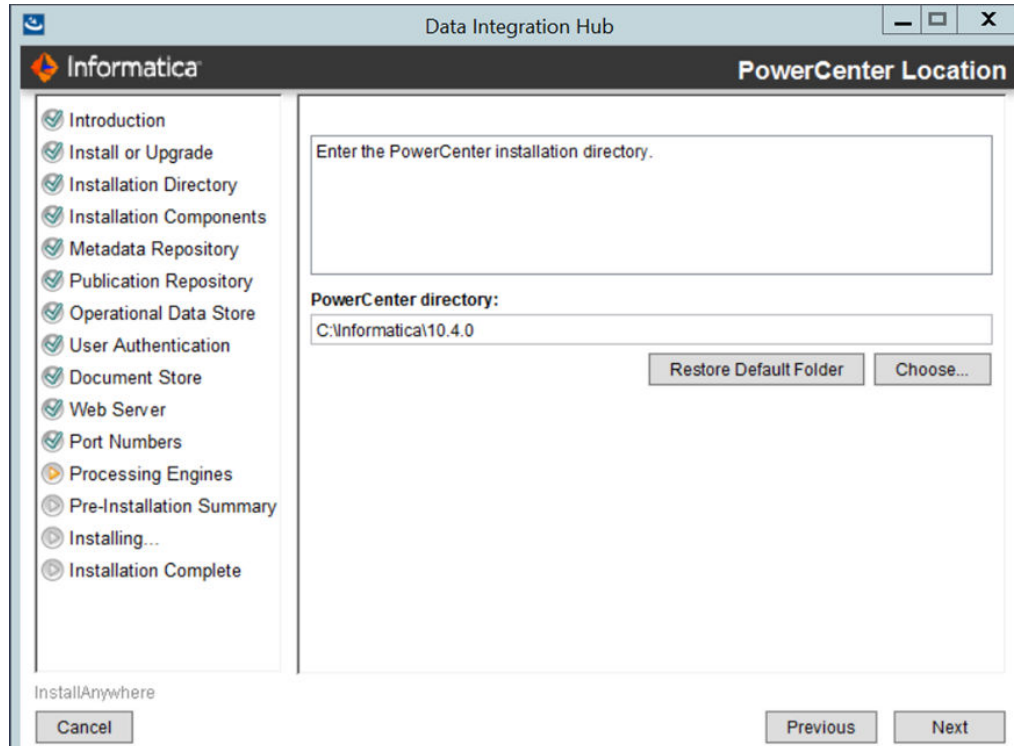 Data Integration Hub
Informatica
PowerCenter Location
Introduction
Install or Upgrade
Installation Directory
Installation Components
Metadata Repository
Publication Repository
Operational Data Store
User Authentication
Document Store
Web Server
Port Numbers
Processing Engines
Pre-Installation Summary
Installing...
Installation Complete
Enter the PowerCenter installation directory.
PowerCenter directory:
C:\Informatica\10.4.0
Restore Default Folder
Choose...
InstallAnywhere
Cancel
Previous
Next